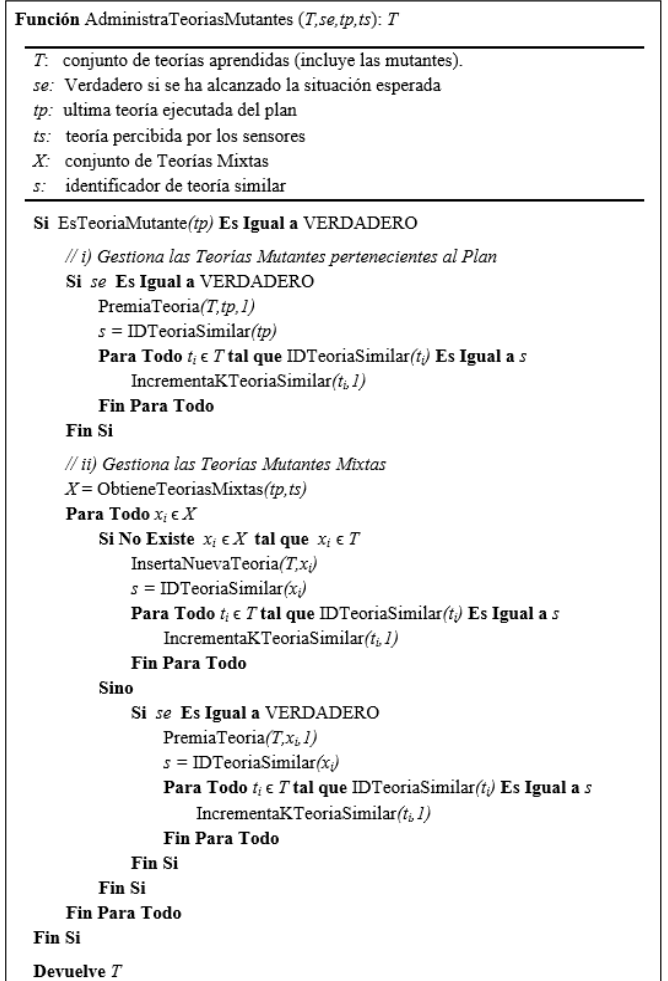 Función AdministraTeoriasMutantes (T,se,tp,ts): T
T: conjunto de teorías aprendidas (incluye las mutantes).
se: Verdadero si se ha alcanzado la situación esperada
tp: ultima teoría ejecutada del plan
ts: teoría percibida por los sensores
X: conjunto de Teorías Mixtas
s: identificador de teoría similar
Si EsTeoriaMutante(tp) Es Igual a VERDADERO
// i) Gestiona las Teorías Mutantes pertenecientes al Plan
Si se Es Igual a VERDADERO
PremiaTeoria(T,tp,1)
s = IDTeoriaSimilar(tp)
Para Todo ti ϵ T tal que IDTeoriaSimilar(ti) Es Igual a s
IncrementaKTeoriaSimilar(ti,1)
Fin Para Todo
Fin Si
// ii) Gestiona las Teorías Mutantes Mixtas
X = ObtieneTeoriasMixtas(tp,ts)
Para Todo xi ϵ X
Si No Existe xi ϵ X tal que xi ϵ T
InsertaNuevaTeoria(T,xi)
s = IDTeoriaSimilar(xi)
Para Todo ti ϵ T tal que IDTeoriaSimilar(ti) Es Igual a s
IncrementaKTeoriaSimilar(ti,1)
Fin Para Todo
Sino
Si se Es Igual a VERDADERO
PremiaTeoria(T,xi,1)
s = IDTeoriaSimilar(xi)
Para Todo ti ϵ T tal que IDTeoriaSimilar(ti) Es Igual a s
IncrementaKTeoriaSimilar(ti,1)
Fin Para Todo
Fin Si
Fin Si
Fin Para Todo
Fin Si
Devuelve T